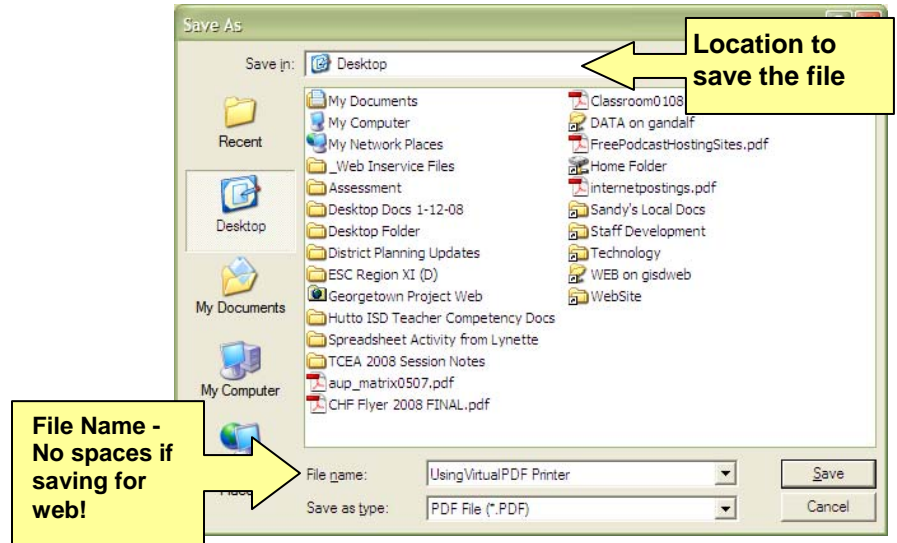 Save As
Location to
save the file
Save in:
Desktop
Recent
Desktop
My Documents
My Computer
My Documents
My Computer
My Network Places
_Web Inservice Files
Assessment
Desktop Docs 1-12-08
Desktop Folder
District Planning Updates
ESC Region XI (D)
Georgetown Project Web
Hutto ISD Teacher Competency Docs
Spreadsheet Activity from Lynette
TCEA 2008 Session Notes
aup_matrix0507.pdf
CHF Flyer 2008 FINAL.pdf
Classroom0108
DATA on gandalf
FreePodcastHostingSites.pdf
Home Folder
internetpostings.pdf
Sandy's Local Docs
Staff Development
Technology
WEB on gisdweb
WebSite
File Name -
No spaces if
saving for
web!
File name:
UsingVirtualPDF Printer
Save
Save as type:
PDF File (*.PDF)
Cancel